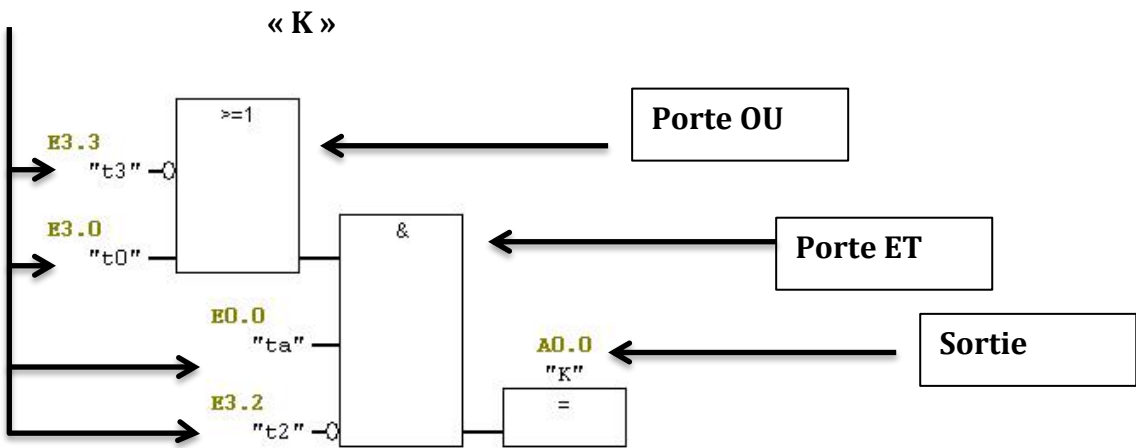 « K »
>=1
Porte OU
E3.3
"t3"
E3.0
"t0"
&
Porte ET
E0.0
"ta"
A0.0
"K"
Sortie
=
E3.2
"t2"